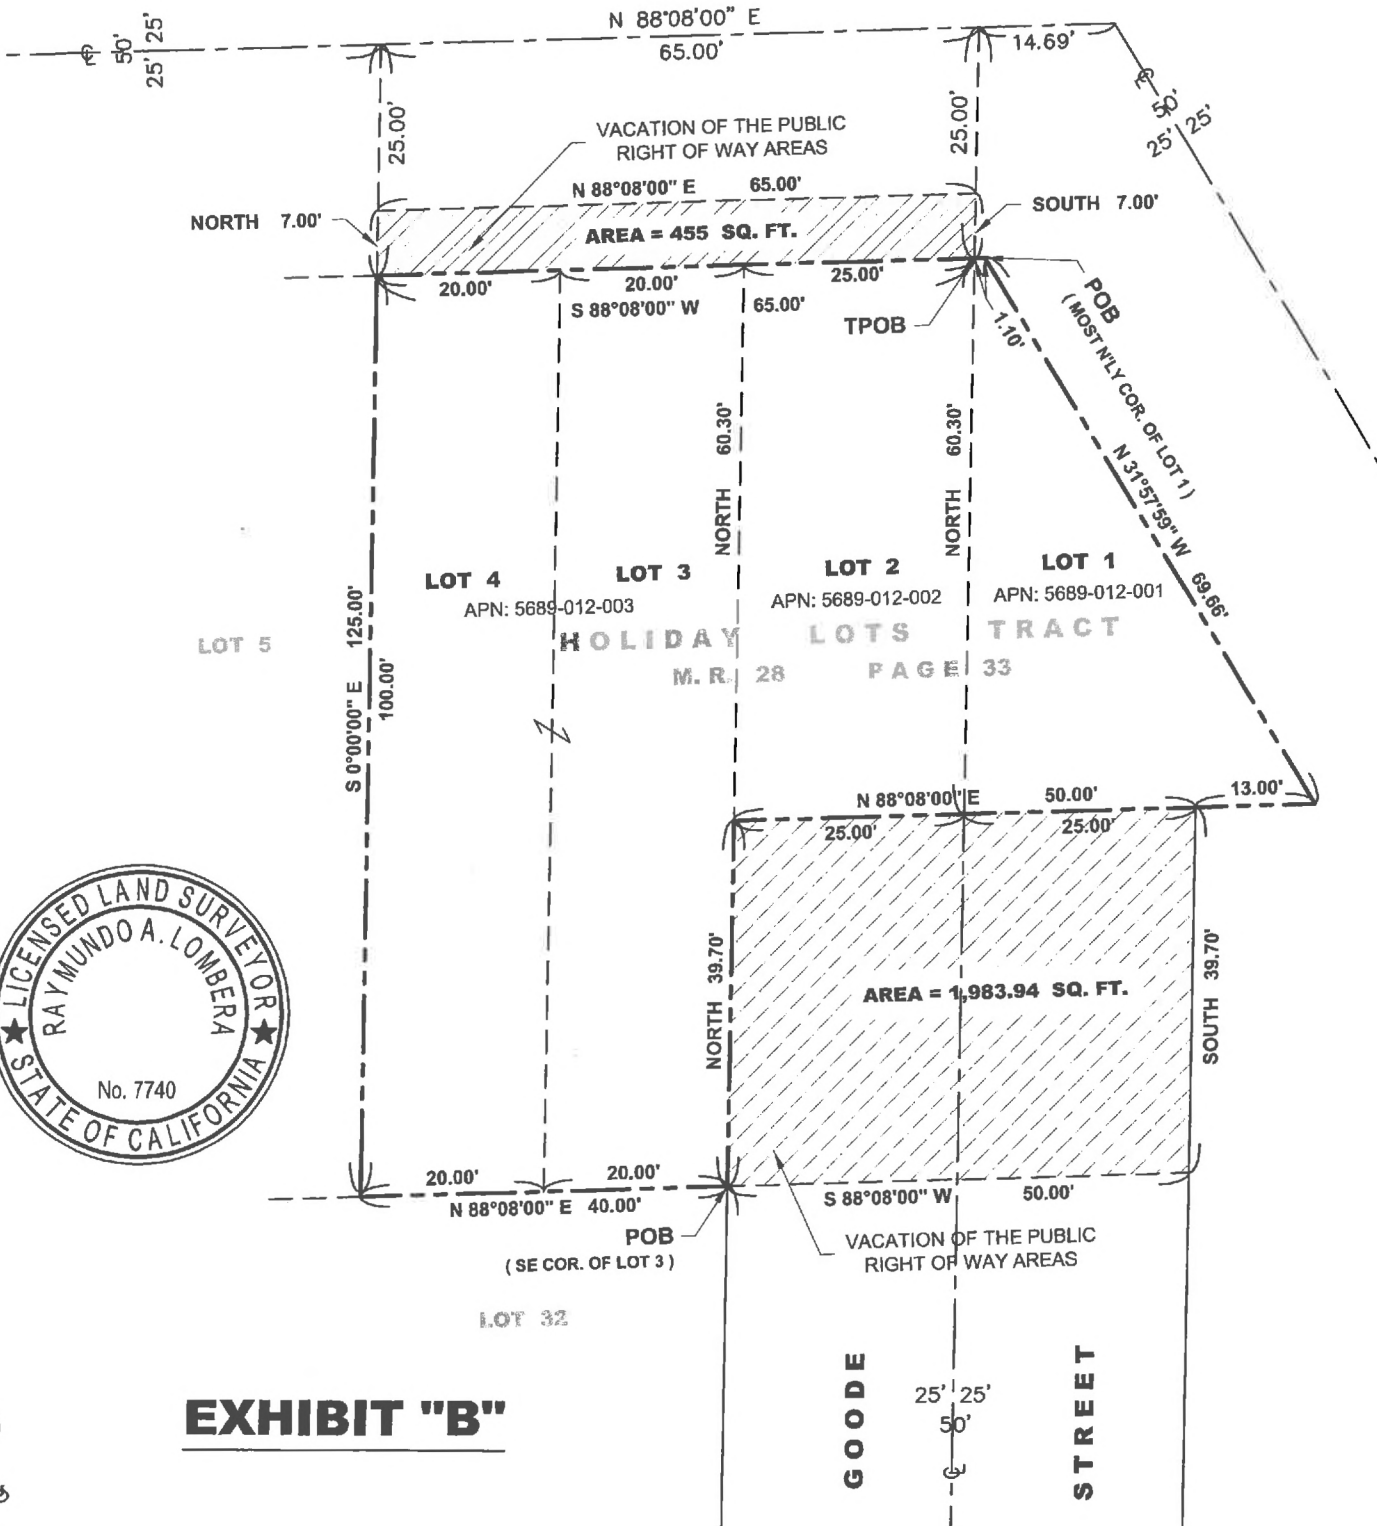 N 88°08'00" E
65.00'
14.69'
℄
50'
25' 25'
℄
50'
25' 25'
25.00'
25.00'
VACATION OF THE PUBLIC
RIGHT OF WAY AREAS
N 88°08'00" E 65.00'
NORTH 7.00'
SOUTH 7.00'
AREA = 455 SQ. FT.
20.00'
20.00'
25.00'
S 88°08'00" W 65.00'
TPOB
1.10'
POB
( MOST N'LY COR. OF LOT 1 )
N 31°57'59" W 69.66'
NORTH 60.30'
NORTH 60.30'
LOT 4
APN: 5689-012-003
LOT 3
LOT 2
APN: 5689-012-002
LOT 1
APN: 5689-012-001
LOT 5
HOLIDAY LOTS TRACT
M. R. 28 PAGE 33
S 0°00'00" E 125.00'
100.00'
N 88°08'00" E 50.00'
13.00'
25.00'
25.00'
NORTH 39.70'
SOUTH 39.70'
AREA = 1,983.94 SQ. FT.
LICENSED LAND SURVEYOR
RAYMUNDO A. LOMBERA
No. 7740
STATE OF CALIFORNIA
20.00'
20.00'
N 88°08'00" E 40.00'
S 88°08'00" W 50.00'
POB
( SE COR. OF LOT 3 )
VACATION OF THE PUBLIC
RIGHT OF WAY AREAS
LOT 32
EXHIBIT "B"
GOODE STREET
25' 25'
50'
℄